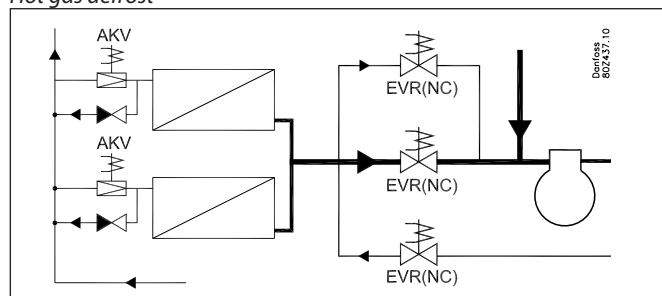 Hot gas defrost
AKV
EVR(NC)
Danfoss
80Z437.10
AKV
EVR(NC)
EVR(NC)